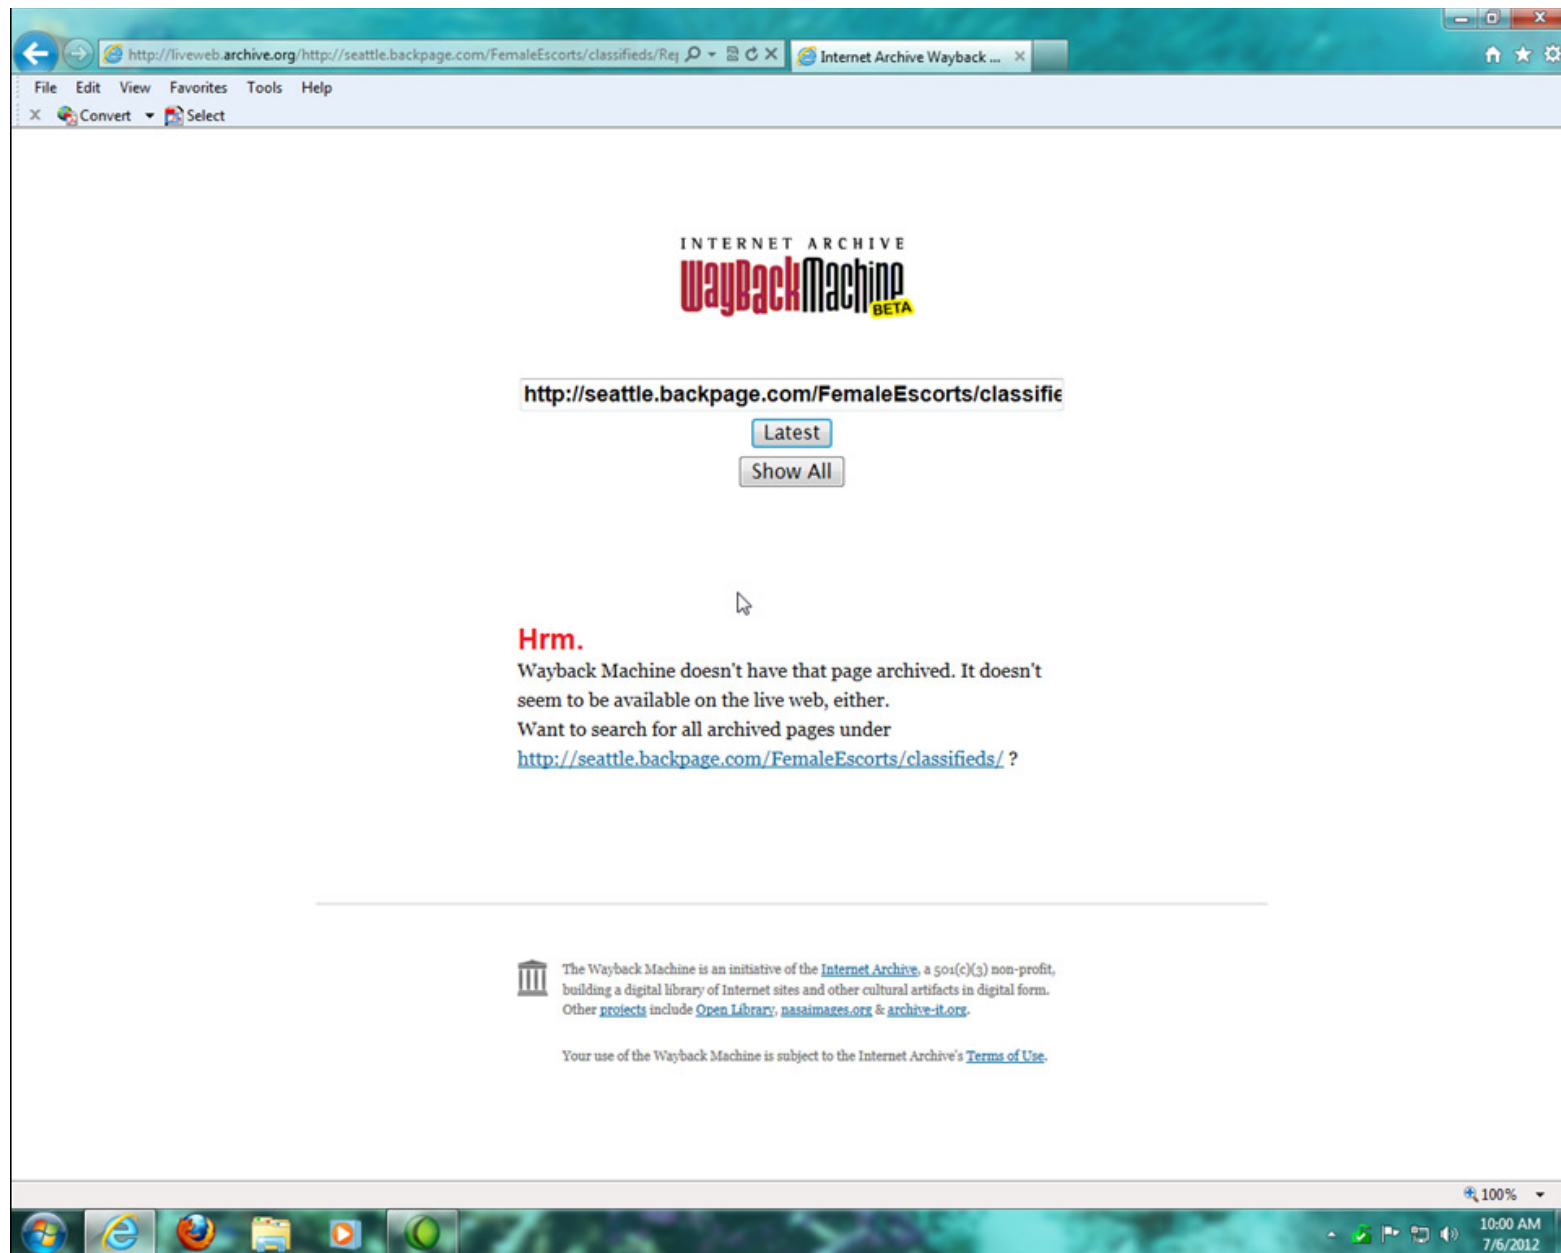 http://liveweb.archive.org/http://seattle.backpage.com/FemaleEscorts/classifieds/Rej
Internet Archive Wayback ...
File Edit View Favorites Tools Help
Convert Select
INTERNET ARCHIVE
WayBackMachine
BETA
http://seattle.backpage.com/FemaleEscorts/classifie
Latest
Show All
Hrm.
Wayback Machine doesn't have that page archived. It doesn't
seem to be available on the live web, either.
Want to search for all archived pages under
http://seattle.backpage.com/FemaleEscorts/classifieds/ ?
The Wayback Machine is an initiative of the Internet Archive, a 501(c)(3) non-profit,
building a digital library of Internet sites and other cultural artifacts in digital form.
Other projects include Open Library, nasaimages.org & archive-it.org.
Your use of the Wayback Machine is subject to the Internet Archive's Terms of Use.
100%
10:00 AM
7/6/2012